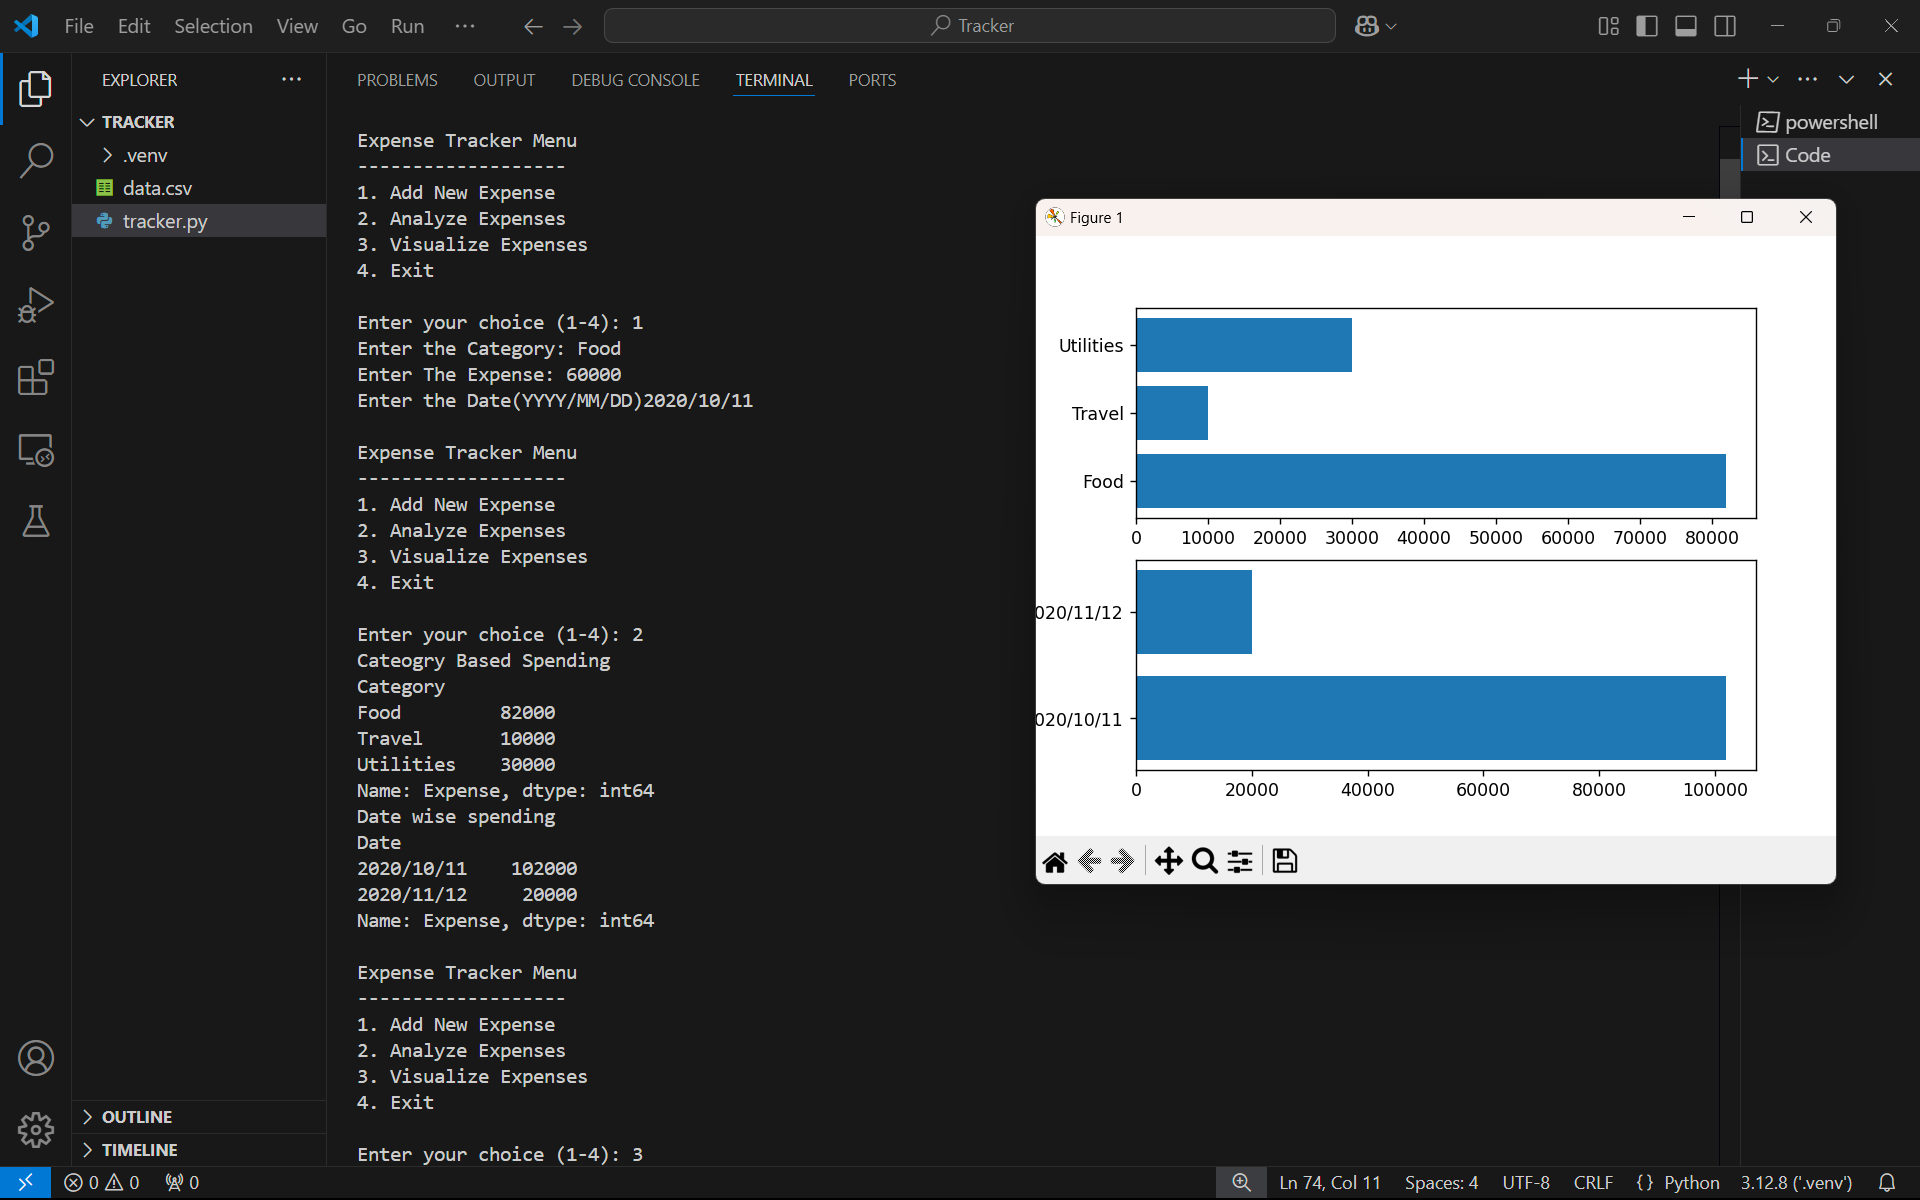 File Edit Selection View Go Run ··· Tracker
EXPLORER ···
TRACKER
.venv
data.csv
tracker.py
OUTLINE
TIMELINE
PROBLEMS OUTPUT DEBUG CONSOLE TERMINAL PORTS
Expense Tracker Menu
-------------------
1. Add New Expense
2. Analyze Expenses
3. Visualize Expenses
4. Exit
Enter your choice (1-4): 1
Enter the Category: Food
Enter The Expense: 60000
Enter the Date(YYYY/MM/DD)2020/10/11
Expense Tracker Menu
-------------------
1. Add New Expense
2. Analyze Expenses
3. Visualize Expenses
4. Exit
Enter your choice (1-4): 2
Cateogry Based Spending
Category
Food 82000
Travel 10000
Utilities 30000
Name: Expense, dtype: int64
Date wise spending
Date
2020/10/11 102000
2020/11/12 20000
Name: Expense, dtype: int64
Expense Tracker Menu
-------------------
1. Add New Expense
2. Analyze Expenses
3. Visualize Expenses
4. Exit
Enter your choice (1-4): 3
powershell
Code
Figure 1
Utilities
Travel
Food
0 10000 20000 30000 40000 50000 60000 70000 80000
020/11/12
020/10/11
0 20000 40000 60000 80000 100000
0 0 0 Ln 74, Col 11 Spaces: 4 UTF-8 CRLF {} Python 3.12.8 ('.venv')